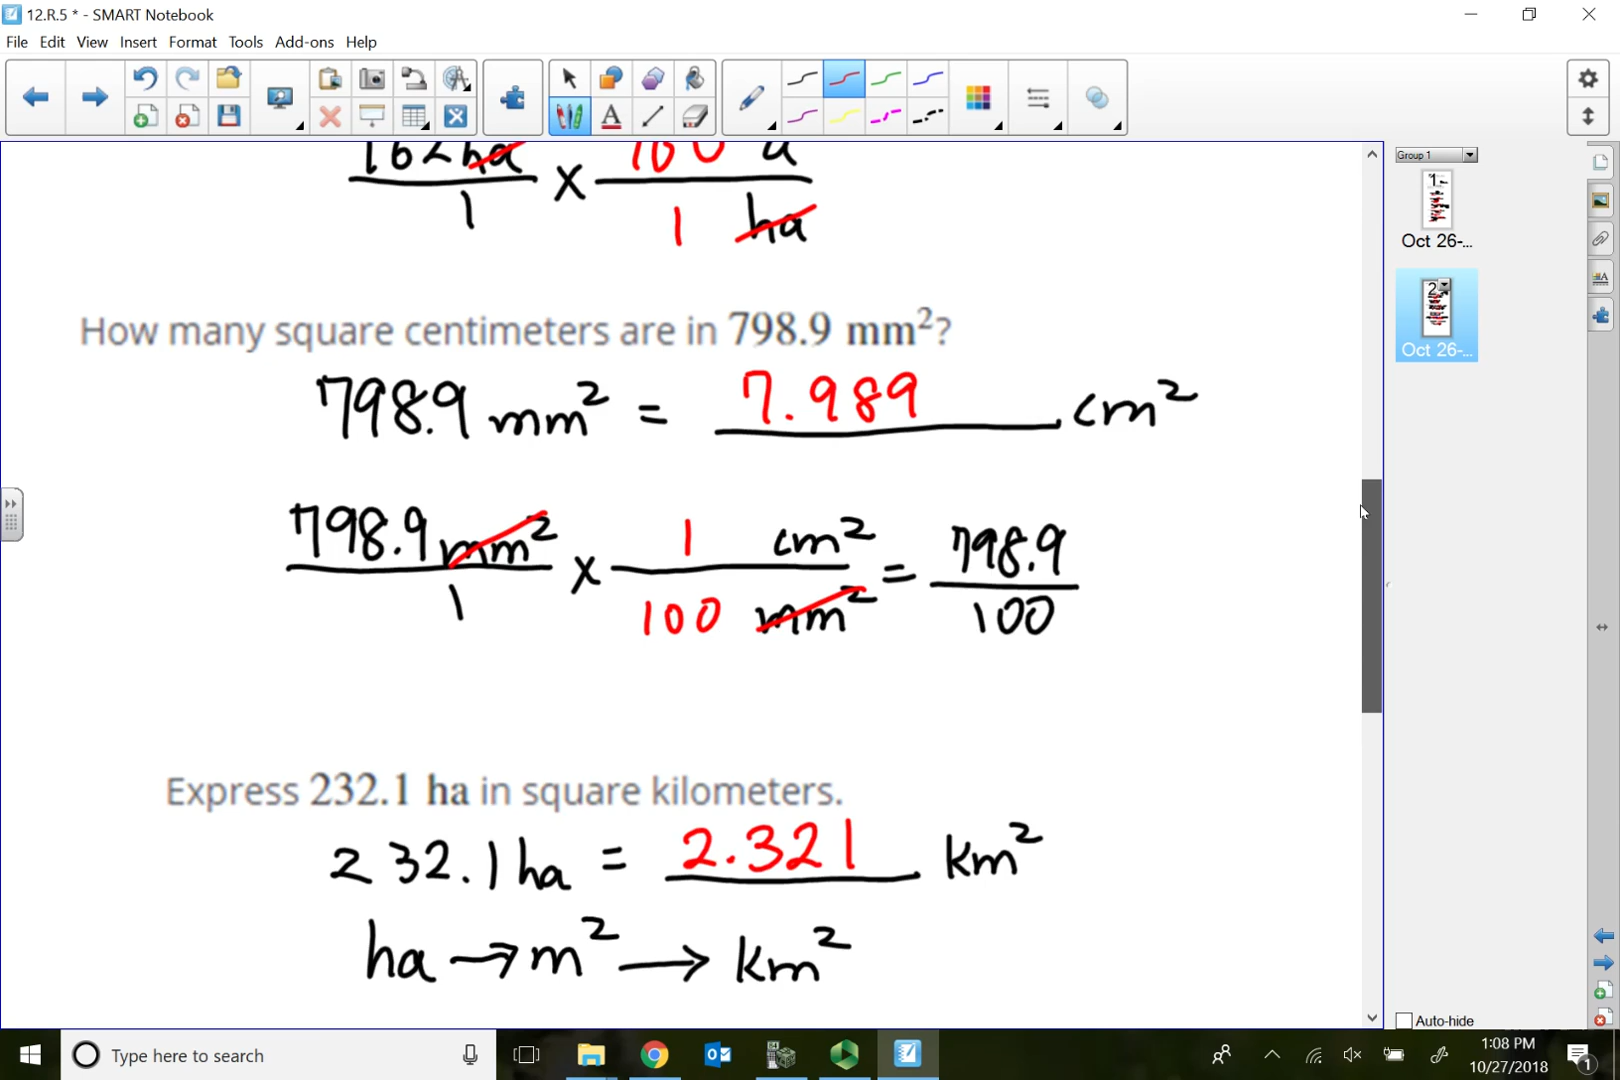 12.R.5 * - SMART Notebook
File Edit View Insert Format Tools Add-ons Help
Group 1
1
Oct 26-...
2
Oct 26-...
162 ha × 100 a
1 1 ha
How many square centimeters are in 798.9 mm²?
798.9 mm² = 7.989 cm²
798.9 mm² × 1 cm² = 798.9
1 100 mm² 100
Express 232.1 ha in square kilometers.
232.1 ha = 2.321 km²
ha → m² → km²
Auto-hide
Type here to search
1:08 PM
10/27/2018
1